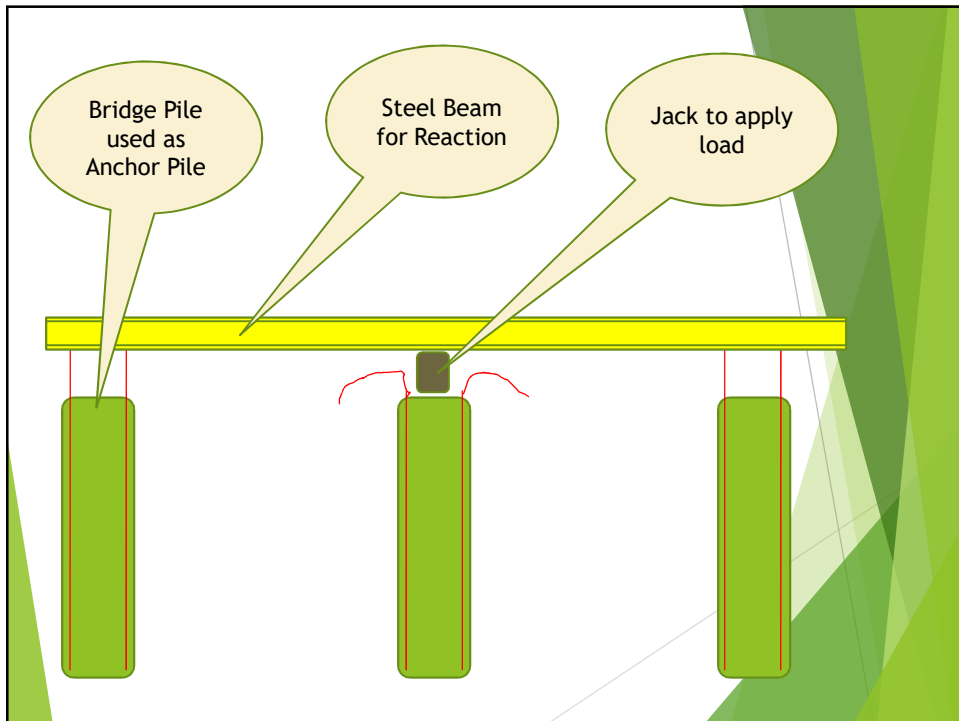 Bridge Pile
used as
Anchor Pile
Steel Beam
for Reaction
Jack to apply
load